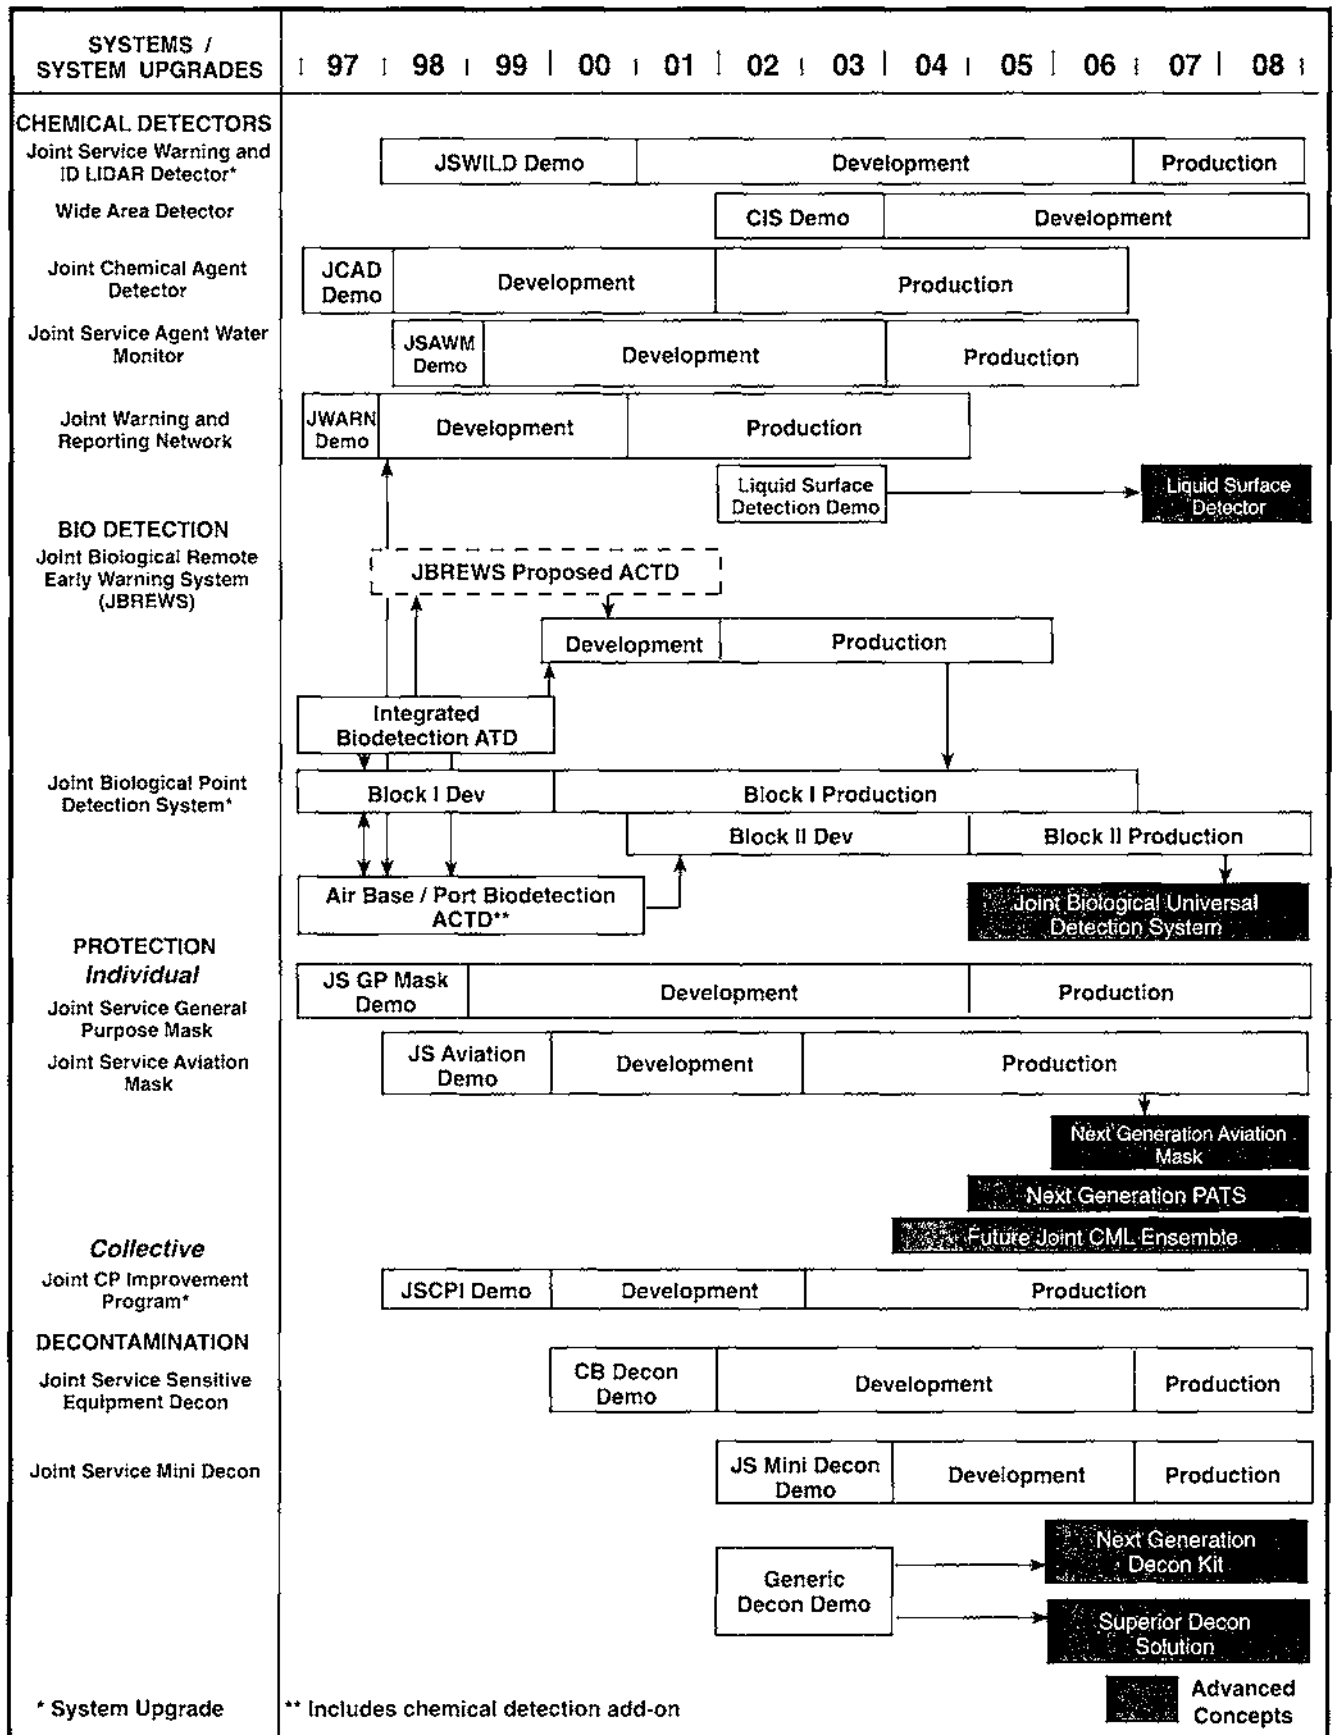 SYSTEMS /
SYSTEM UPGRADES
97 98 99 00 01 02 03 04 05 06 07 08
CHEMICAL DETECTORS
Joint Service Warning and
ID LIDAR Detector*
JSWILD Demo Development Production
Wide Area Detector
CIS Demo Development
Joint Chemical Agent
Detector
JCAD
Demo
Development Production
Joint Service Agent Water
Monitor
JSAWM
Demo
Development Production
Joint Warning and
Reporting Network
JWARN
Demo
Development Production
Liquid Surface
Detection Demo
Liquid Surface
Detector
BIO DETECTION
Joint Biological Remote
Early Warning System
(JBREWS)
JBREWS Proposed ACTD
Development Production
Integrated
Biodetection ATD
Joint Biological Point
Detection System*
Block I Dev Block I Production
Block II Dev Block II Production
Air Base / Port Biodetection
ACTD**
Joint Biological Universal
Detection System
PROTECTION
Individual
Joint Service General
Purpose Mask
JS GP Mask
Demo
Development Production
Joint Service Aviation
Mask
JS Aviation
Demo
Development Production
Next Generation Aviation
Mask
Next Generation PATS
Future Joint CML Ensemble
Collective
Joint CP Improvement
Program*
JSCPI Demo Development Production
DECONTAMINATION
Joint Service Sensitive
Equipment Decon
CB Decon
Demo
Development Production
Joint Service Mini Decon
JS Mini Decon
Demo
Development Production
Generic
Decon Demo
Next Generation
Decon Kit
Superior Decon
Solution
* System Upgrade
** Includes chemical detection add-on
Advanced
Concepts